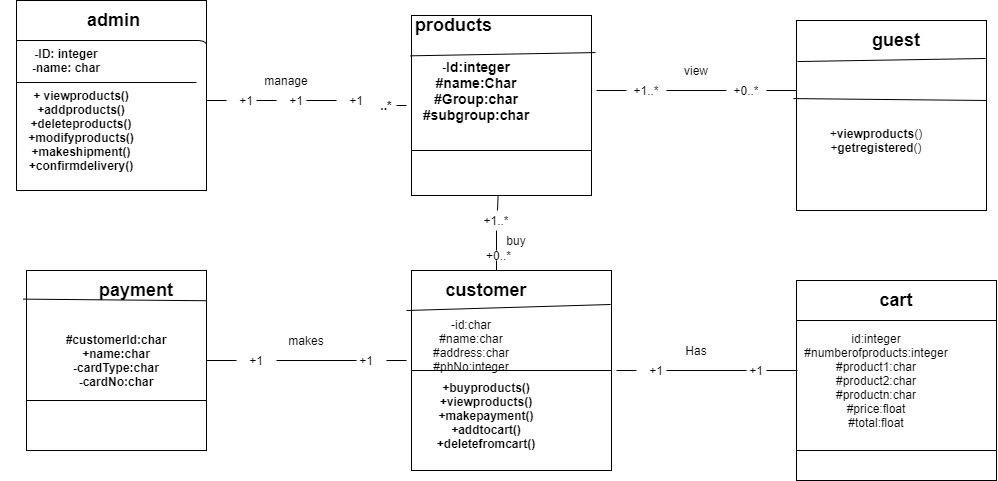 admin
-ID: integer
-name: char
+ viewproducts()
+addproducts()
+deleteproducts()
+modifyproducts()
+makeshipment()
+confirmdelivery()
manage
+1
+1
+1
..*
products
-Id:integer
#name:Char
#Group:char
#subgroup:char
view
+1..*
+0..*
guest
+viewproducts()
+getregistered()
+1..*
buy
+0..*
payment
#customerId:char
+name:char
-cardType:char
-cardNo:char
makes
+1
+1
customer
-id:char
#name:char
#address:char
#phNo:integer
+buyproducts()
+viewproducts()
+makepayment()
+addtocart()
+deletefromcart()
Has
+1
+1
cart
id:integer
#numberofproducts:integer
#product1:char
#product2:char
#productn:char
#price:float
#total:float